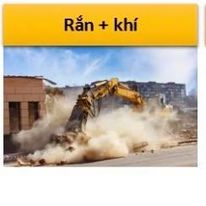 Rắn + khí